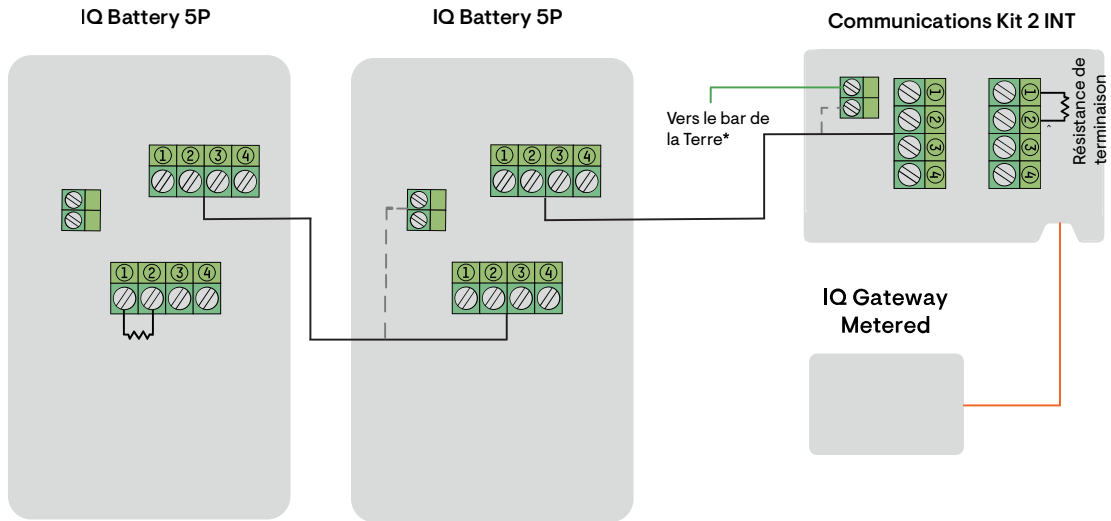 IQ Battery 5P
IQ Battery 5P
Communications Kit 2 INT
① ② ③ ④
① ② ③ ④
① ② ③ ④
① ② ③ ④
Vers le bar de
la Terre*
①
②
③
④
①
②
③
④
Résistance de
terminaison
IQ Gateway
Metered